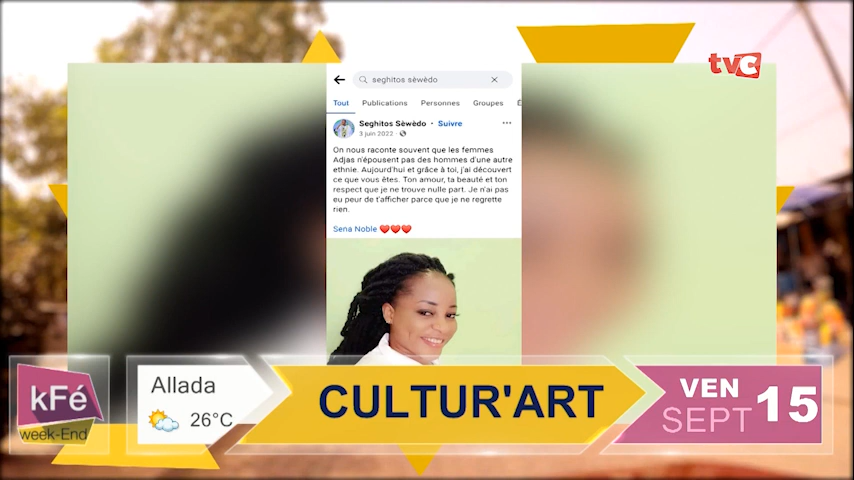 tvc
seghitos sèwèdo
Tout Publications Personnes Groupes
Seghitos Sèwèdo · Suivre
3 juin 2022 ·
On nous raconte souvent que les femmes
Adjas n'épousent pas des hommes d'une autre
ethnie. Aujourd'hui et grâce à toi, j'ai découvert
ce que vous êtes. Ton amour, ta beauté et ton
respect que je ne trouve nulle part. Je n'ai pas
eu peur de t'afficher parce que je ne regrette
rien.
Sena Noble ❤️❤️❤️
kFé
week-End
Allada
26°C
CULTUR'ART
VEN
SEPT
15